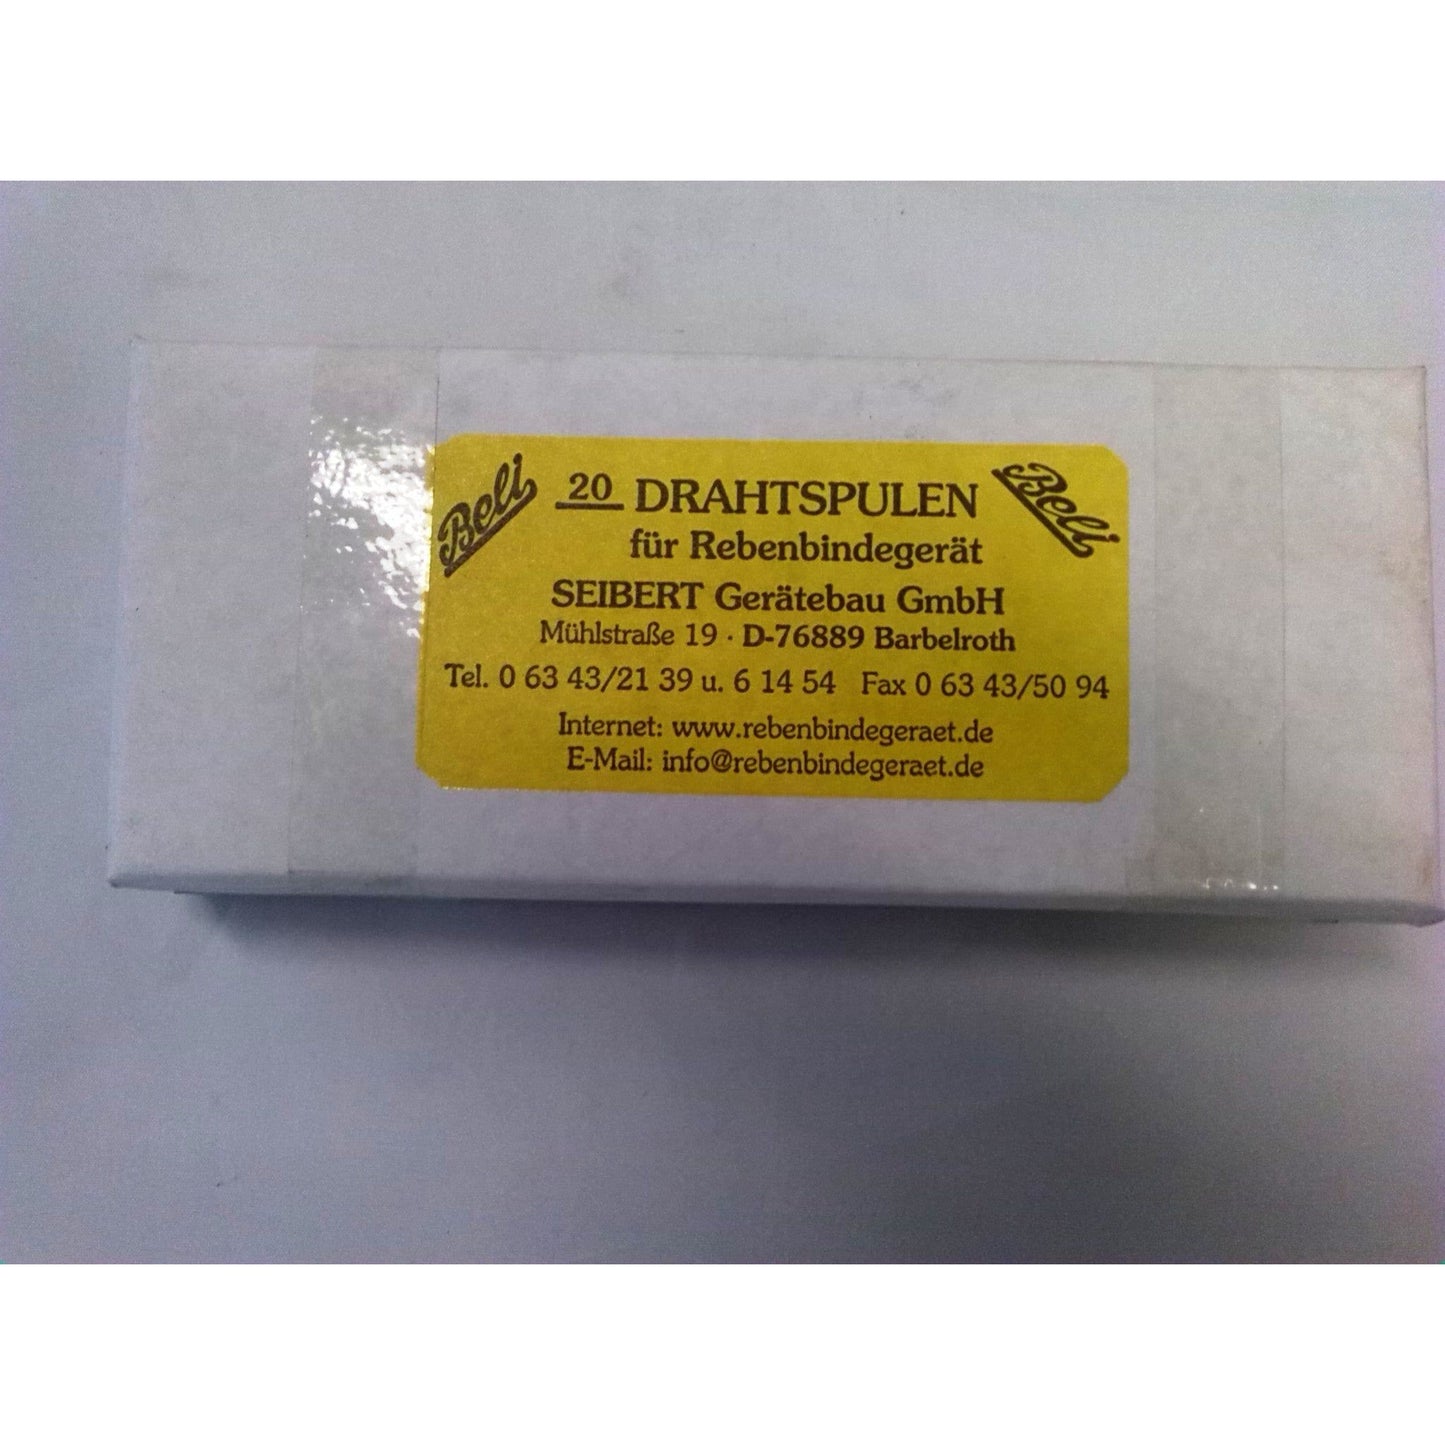 Beli 20 DRAHTSPULEN Beli
für Rebenbindegerät
SEIBERT Gerätebau GmbH
Mühlstraße 19 · D-76889 Barbelroth
Tel. 0 63 43/21 39 u. 6 14 54 Fax 0 63 43/50 94
Internet: www.rebenbindegeraet.de
E-Mail: info@rebenbindegeraet.de